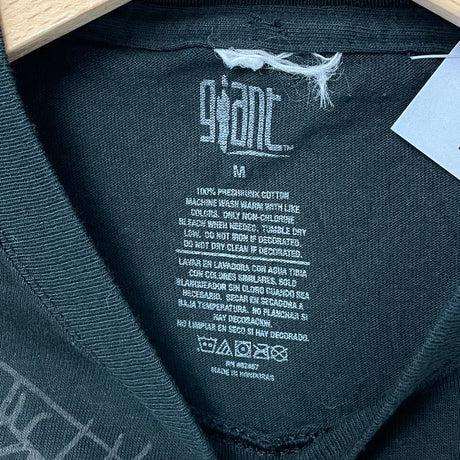 giant
M
100% PRESHRUNK COTTON
MACHINE WASH WARM WITH LIKE
COLORS. ONLY NON-CHLORINE
BLEACH WHEN NEEDED. TUMBLE DRY
LOW. DO NOT IRON IF DECORATED.
DO NOT DRY CLEAN IF DECORATED.
LAVAR EN LAVADORA CON AGUA TIBIA
CON COLORES SIMILARES. SOLO
BLANQUEADOR SIN CLORO CUANDO SEA
NECESARIO. SECAR EN SECADORA A
BAJA TEMPERATURA. NO PLANCHAR SI
HAY DECORACION.
NO LIMPIAR EN SECO SI HAY DECORADO.
MADE IN HONDURAS